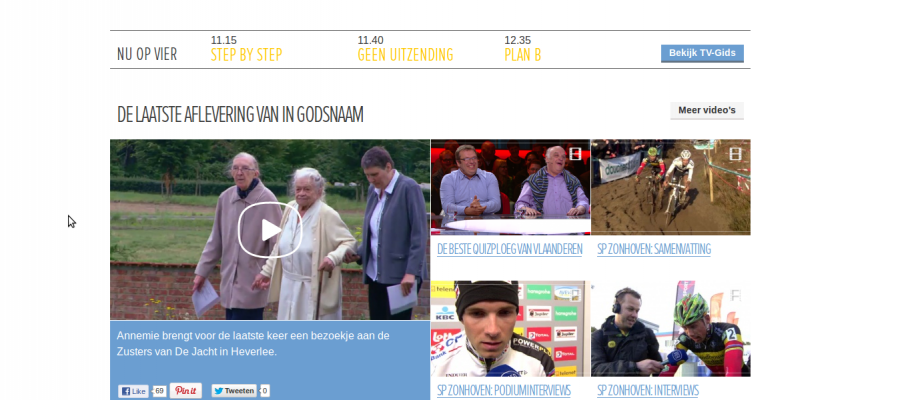 NU OP VIER
11.15
STEP BY STEP
11.40
GEEN UITZENDING
12.35
PLAN B
Bekijk TV-Gids
DE LAATSTE AFLEVERING VAN IN GODSNAAM
Meer video's
DE BESTE QUIZPLOEG VAN VLAANDEREN
SP ZONHOVEN: SAMENVATTING
KBC
POWERPLO
2
Annemie brengt voor de laatste keer een bezoekje aan de
Zusters van De Jacht in Heverlee.
Like 69
Pin it
Tweeten 0
SP ZONHOVEN: PODIUMINTERVIEWS
SP ZONHOVEN: INTERVIEWS